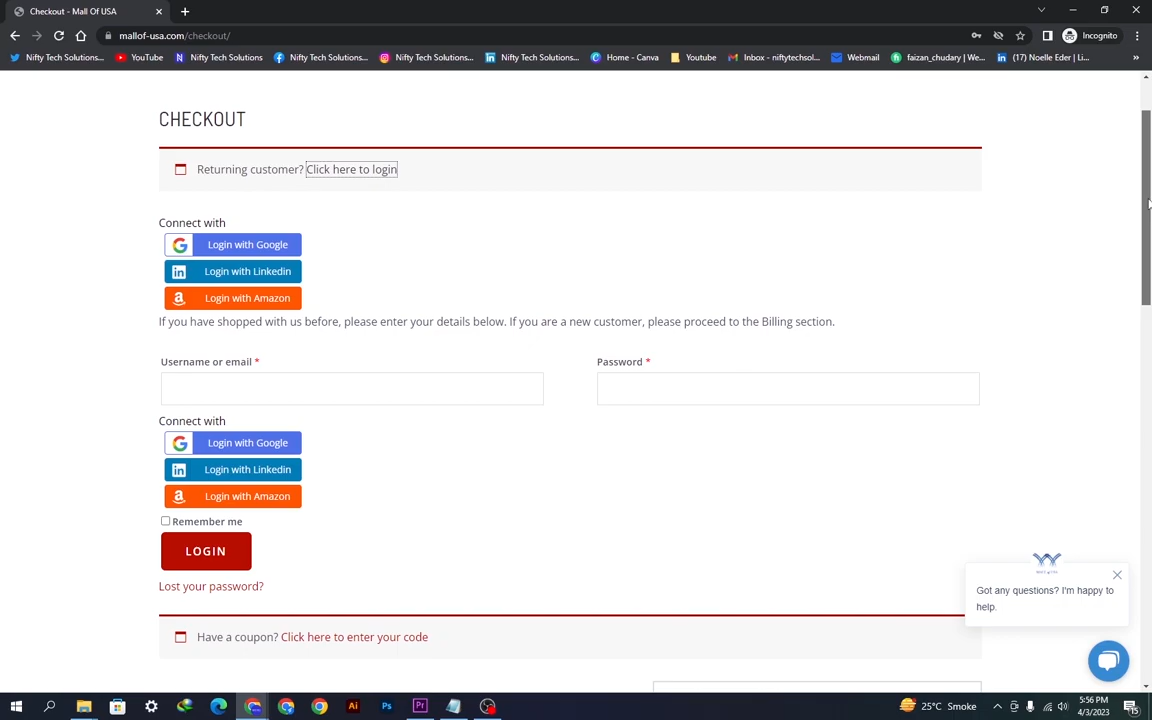 Checkout - Mall Of USA
mallof-usa.com/checkout/
Incognito
Nifty Tech Solutions... YouTube Nifty Tech Solutions Nifty Tech Solutions... Nifty Tech Solutions... Nifty Tech Solutions... Home - Canva Youtube Inbox - niftytechsol... Webmail faizan_chudary | We... (17) Noelle Eder | Li... »
CHECKOUT
Returning customer? Click here to login
Connect with
Login with Google
Login with Linkedin
Login with Amazon
If you have shopped with us before, please enter your details below. If you are a new customer, please proceed to the Billing section.
Username or email *
Password *
Connect with
Login with Google
Login with Linkedin
Login with Amazon
Remember me
LOGIN
Lost your password?
Got any questions? I'm happy to
help.
Have a coupon? Click here to enter your code
Ai Ps Pr
25°C Smoke
5:56 PM
4/3/2023
15